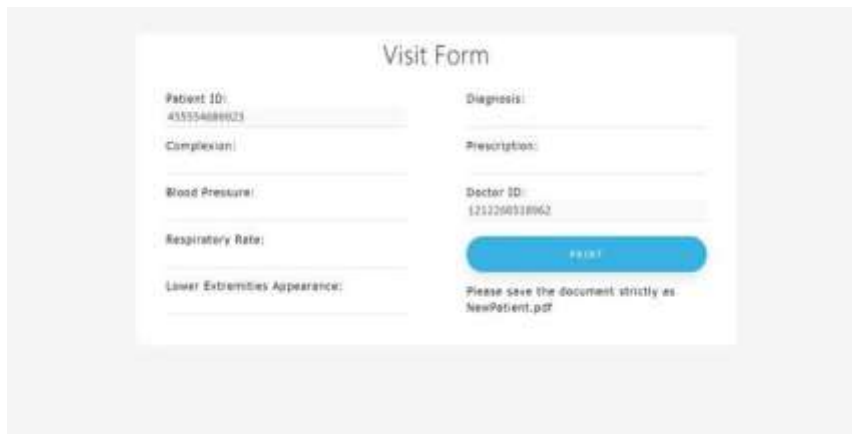 Visit Form
Patient ID:
Complexion:
Blood Pressure:
Respiratory Rate:
Lower Extremities Appearance:
Diagnosis:
Prescription:
Doctor ID:
PRINT
Please save the document strictly as
NewPatient.pdf